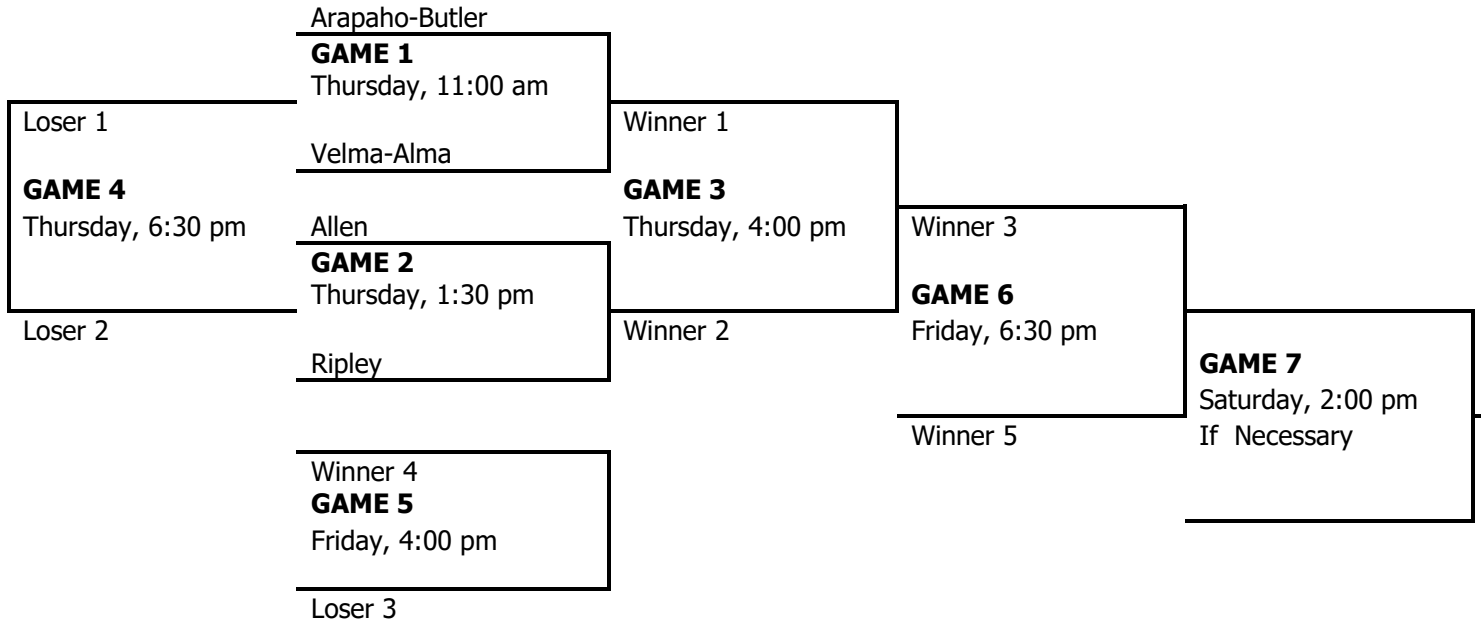 Arapaho-Butler
GAME 1
Thursday, 11:00 am
Loser 1
Winner 1
Velma-Alma
GAME 4
GAME 3
Thursday, 6:30 pm
Allen
Thursday, 4:00 pm
Winner 3
GAME 2
Thursday, 1:30 pm
GAME 6
Loser 2
Winner 2
Friday, 6:30 pm
Ripley
GAME 7
Saturday, 2:00 pm
Winner 5
If Necessary
Winner 4
GAME 5
Friday, 4:00 pm
Loser 3